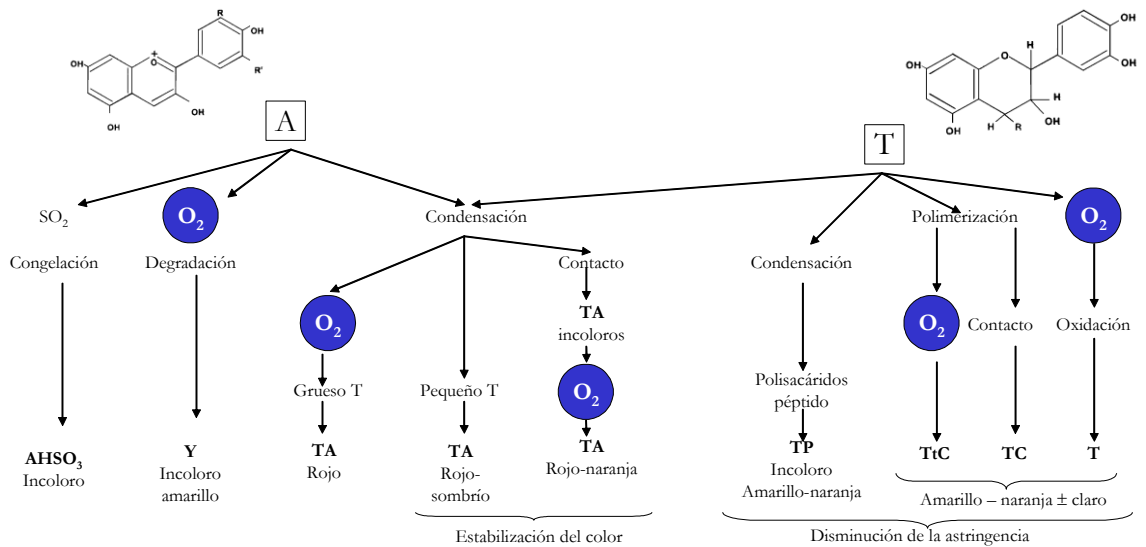 R
OH
OH
+
O
R'
OH
OH
A
OH
OH
OH
O
H
H
OH
H
R
OH
T
SO₂
O₂
Condensación
Polimerización
O₂
Congelación
Degradación
Contacto
Condensación
TA
incoloros
O₂
O₂
Contacto
Oxidación
Grueso T
Pequeño T
O₂
Polisacáridos
péptido
AHSO₃
Incoloro
Y
Incoloro
amarillo
TA
Rojo
TA
Rojo-
sombrío
TA
Rojo-naranja
TP
Incoloro
Amarillo-naranja
TtC
TC
T
Amarillo – naranja ± claro
Estabilización del color
Disminución de la astringencia